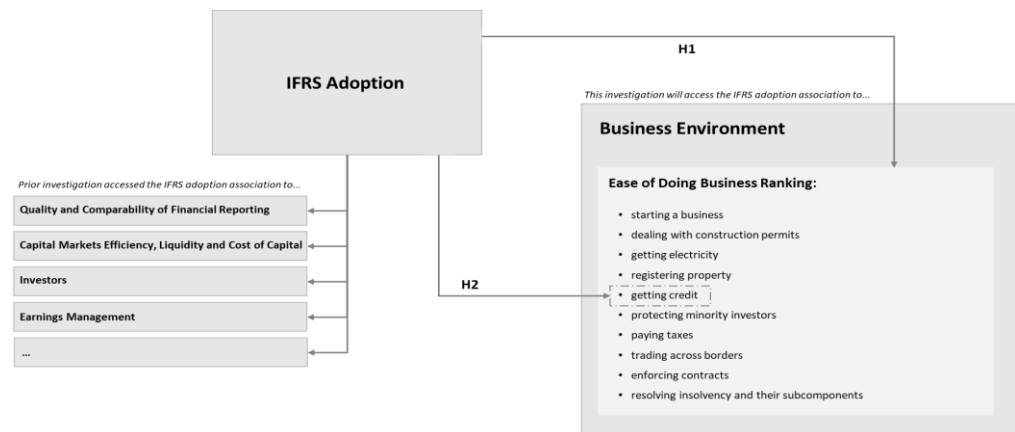 IFRS Adoption
H1
This investigation will access the IFRS adoption association to...
Business Environment
Ease of Doing Business Ranking:
• starting a business
• dealing with construction permits
• getting electricity
• registering property
• getting credit
• protecting minority investors
• paying taxes
• trading across borders
• enforcing contracts
• resolving insolvency and their subcomponents
H2
Prior investigation accessed the IFRS adoption association to...
Quality and Comparability of Financial Reporting
Capital Markets Efficiency, Liquidity and Cost of Capital
Investors
Earnings Management
...